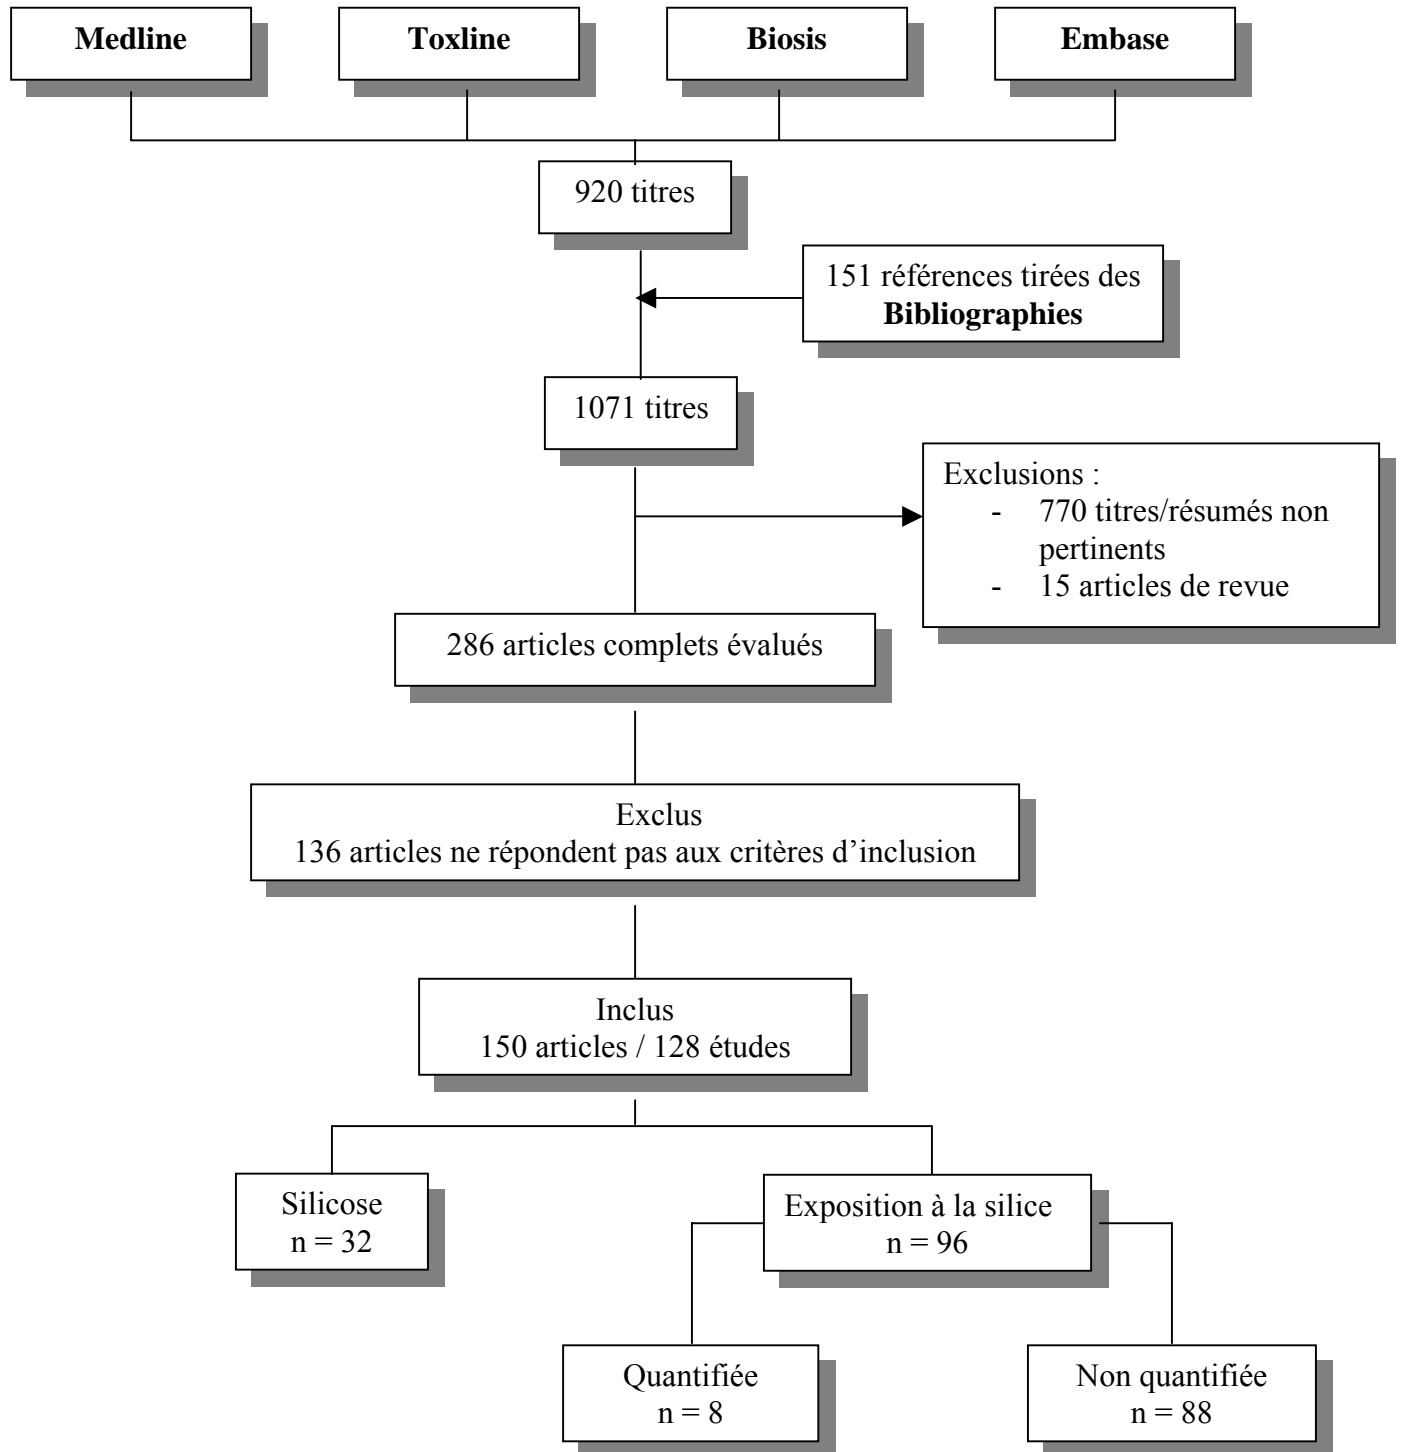 Medline
Toxline
Biosis
Embase
920 titres
151 références tirées des
Bibliographies
1071 titres
Exclusions :
- 770 titres/résumés non
pertinents
- 15 articles de revue
286 articles complets évalués
Exclus
136 articles ne répondent pas aux critères d’inclusion
Inclus
150 articles / 128 études
Silicose
n = 32
Exposition à la silice
n = 96
Quantifiée
n = 8
Non quantifiée
n = 88